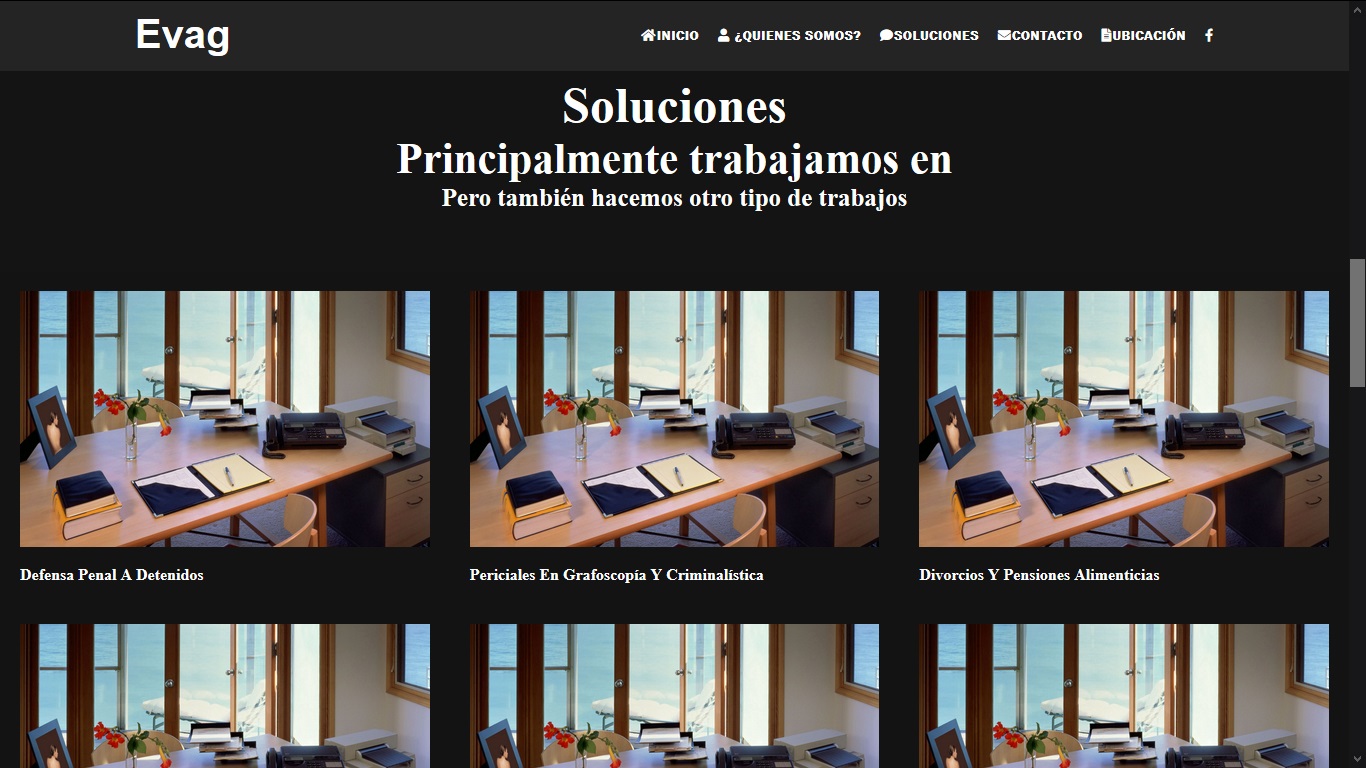 Evag
INICIO ¿QUIENES SOMOS? SOLUCIONES CONTACTO UBICACIÓN
Soluciones
Principalmente trabajamos en
Pero también hacemos otro tipo de trabajos
Defensa Penal A Detenidos
Periciales En Grafoscopía Y Criminalística
Divorcios Y Pensiones Alimenticias